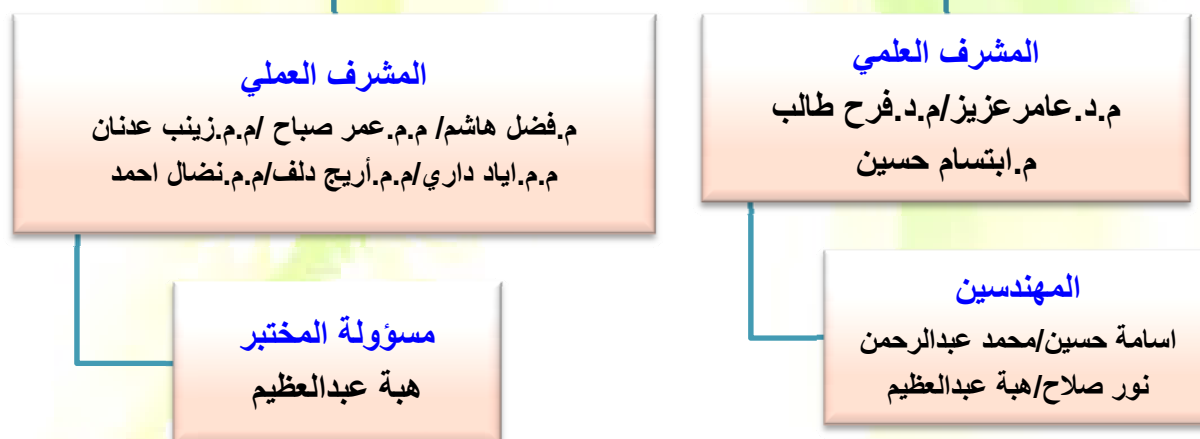 المشرف العلمي
م.د.عامرعزيز/م.د.فرح طالب
م.ابتسام حسين
المشرف العملي
م.فضل هاشم/ م.م.عمر صباح /م.م.زينب عدنان
م.م.اياد داري/م.م.أريج دلف/م.م.نضال احمد
المهندسين
اسامة حسين/محمد عبدالرحمن
نور صلاح/هبة عبدالعظيم
مسؤولة المختبر
هبة عبدالعظيم